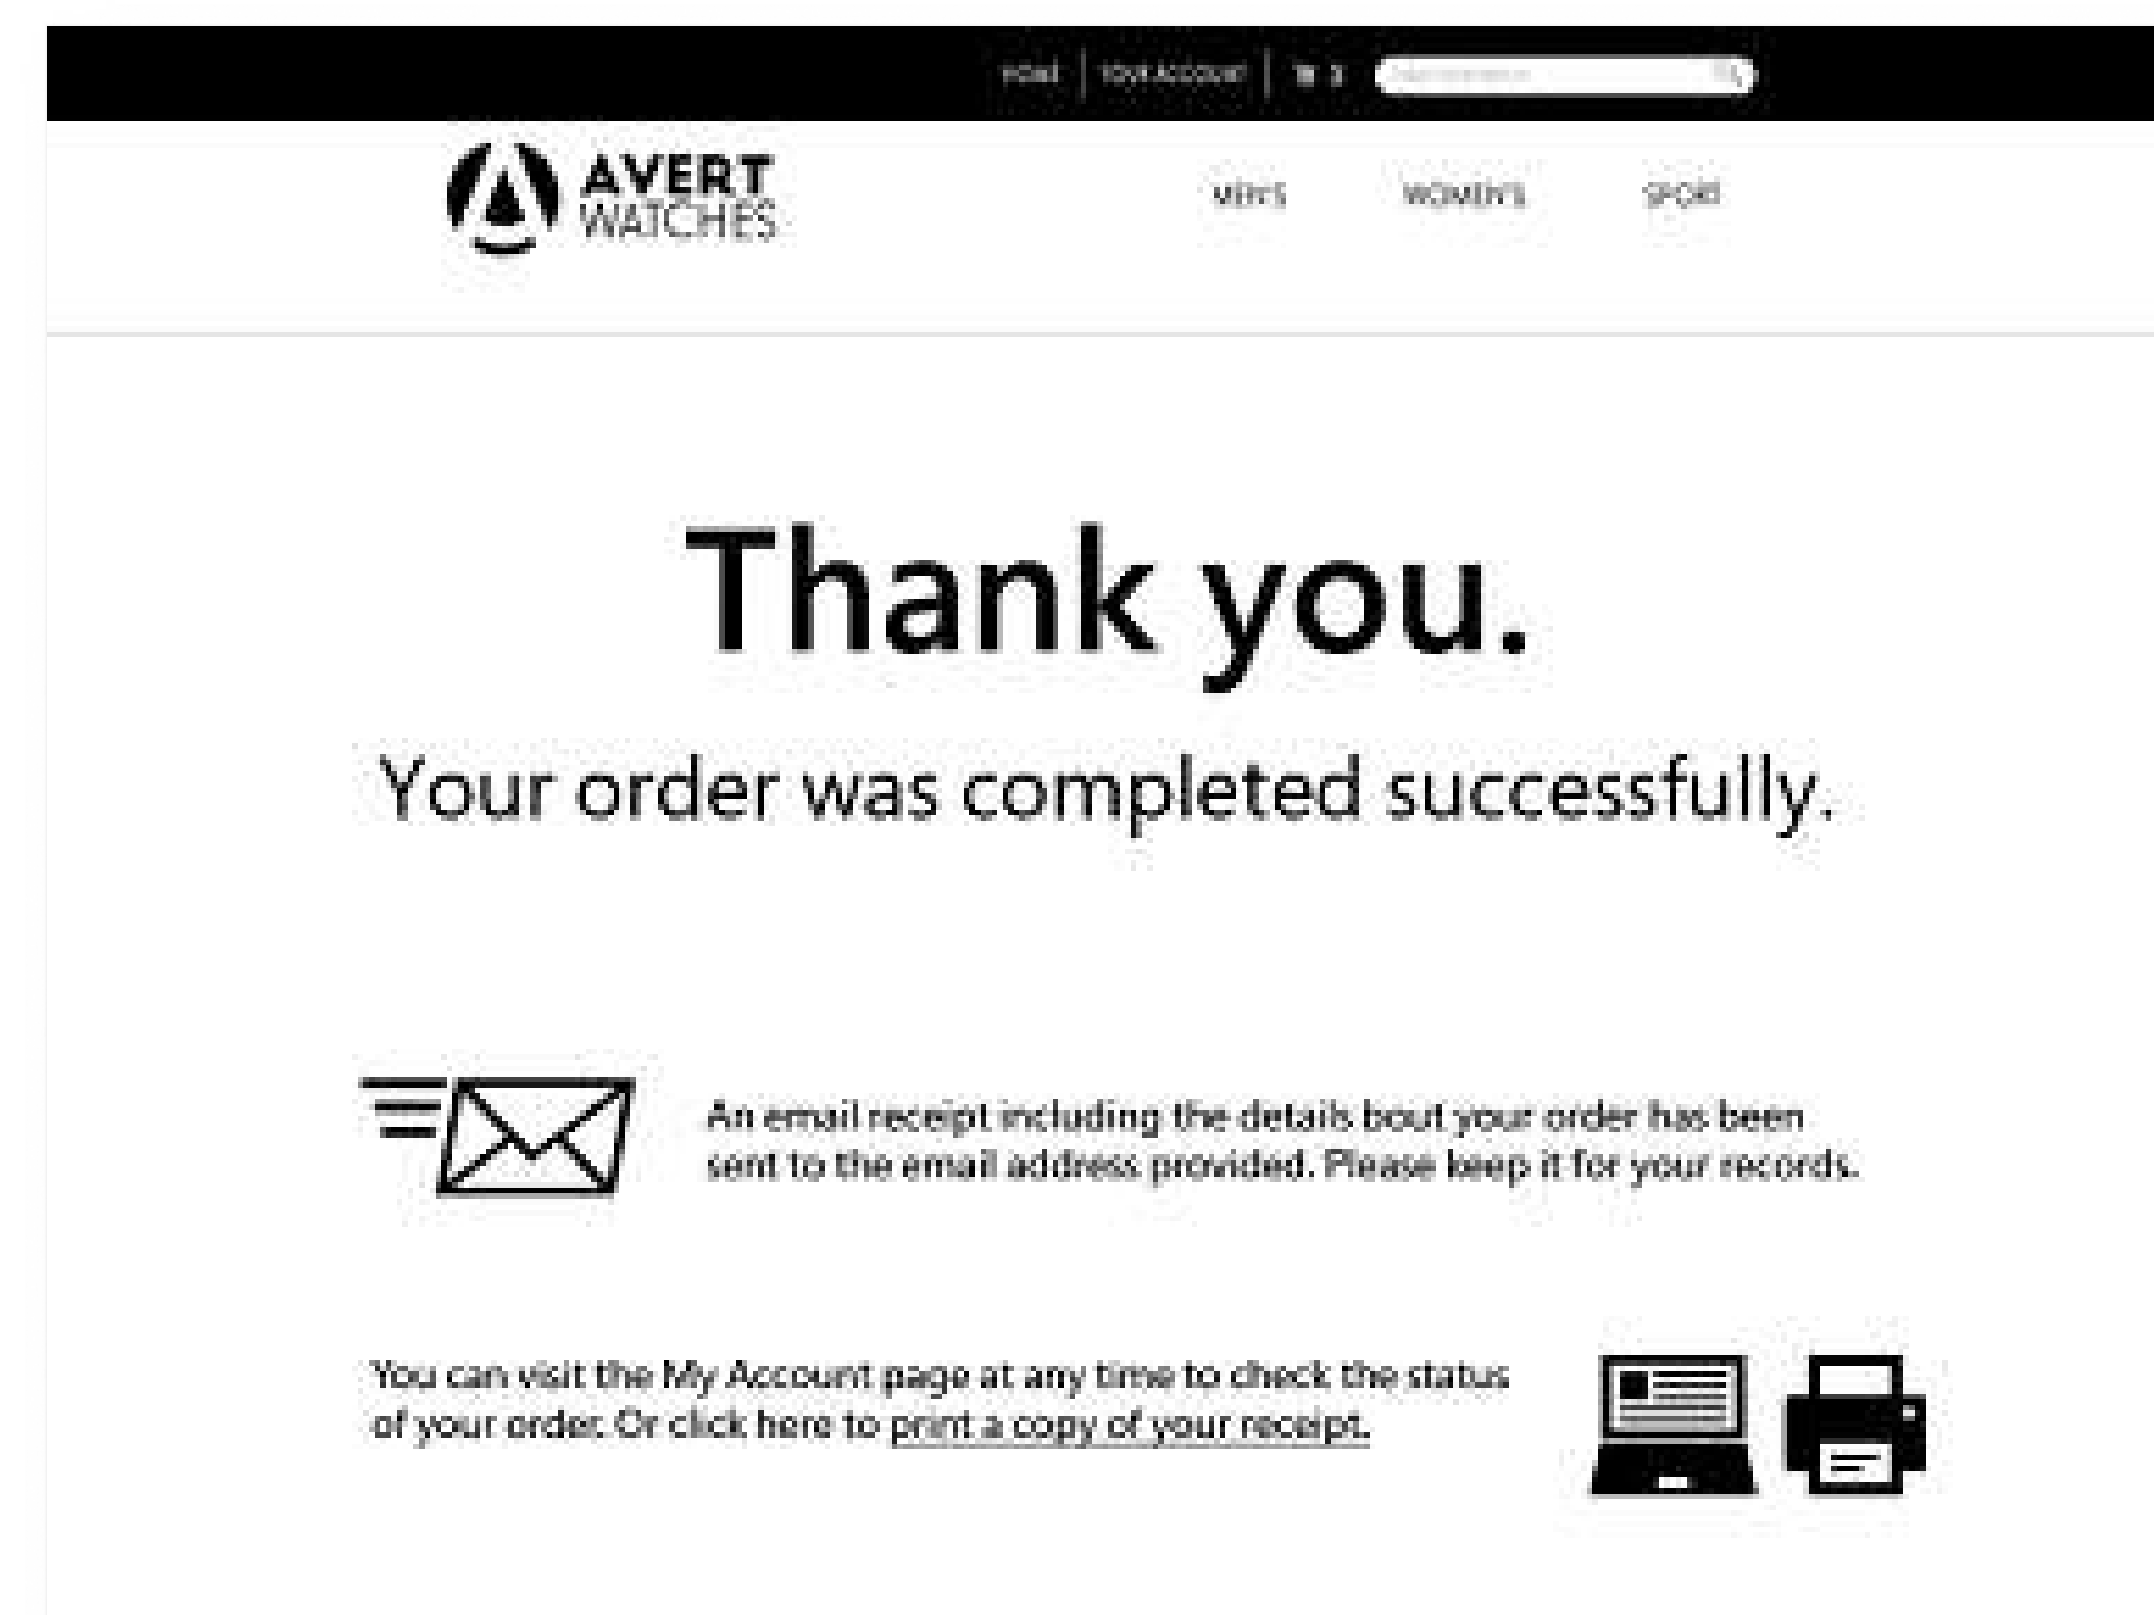 HOME YOUR ACCOUNT
AVERT
WATCHES
MEN'S WOMEN'S SPORT
Thank you.
Your order was completed successfully.
An email receipt including the details bout your order has been
sent to the email address provided. Please keep it for your records.
You can visit the My Account page at any time to check the status
of your order. Or click here to print a copy of your receipt.